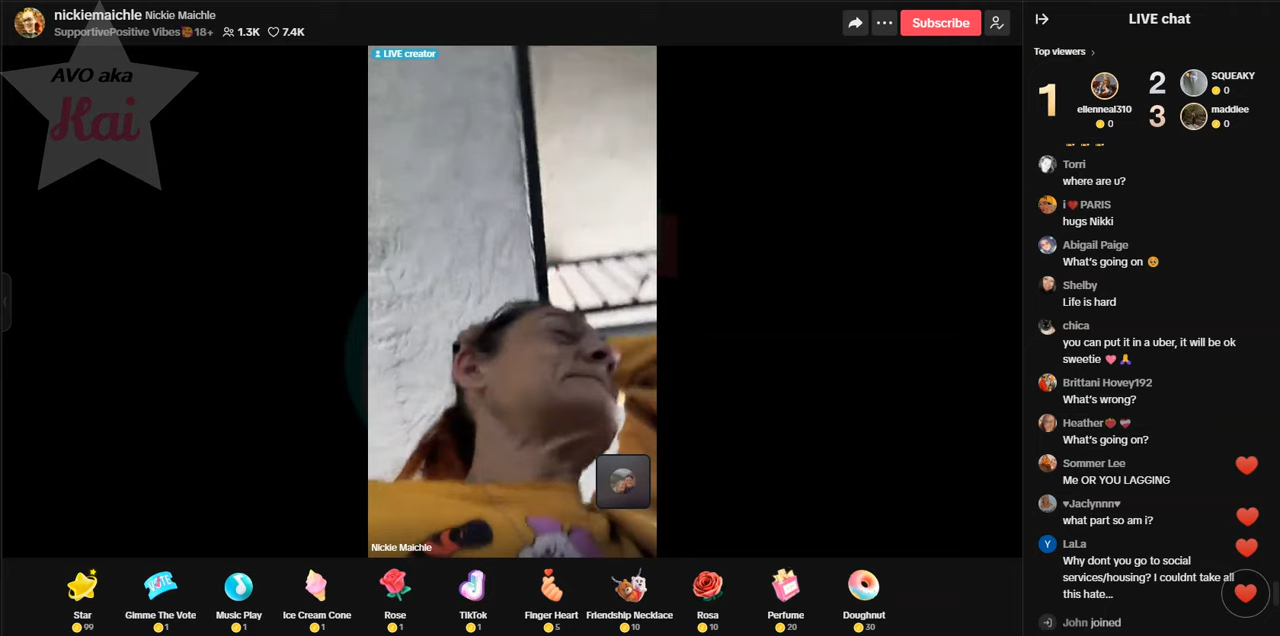 nickiemaichle Nickie Maichle
SupportivePositive Vibes 18+ 1.3K 7.4K
Subscribe
AVO aka
Kai
LIVE creator
Nickie Maichle
Star
99
Gimme The Vote
1
Music Play
1
Ice Cream Cone
1
Rose
1
TikTok
1
Finger Heart
5
Friendship Necklace
10
Rosa
10
Perfume
20
Doughnut
30
LIVE chat
Top viewers
1
ellenneal310
0
2
SQUEAKY
0
3
maddlee
0
Torri
where are u?
i❤️PARIS
hugs Nikki
Abigail Paige
What's going on 🥺
Shelby
Life is hard
chica
you can put it in a uber, it will be ok
sweetie 💗🙏
Brittani Hovey192
What's wrong?
Heather
What's going on?
Sommer Lee
Me OR YOU LAGGING
♥Jaclynnn♥
what part so am i?
Y
LaLa
Why dont you go to social
services/housing? I couldnt take all
this hate...
John joined